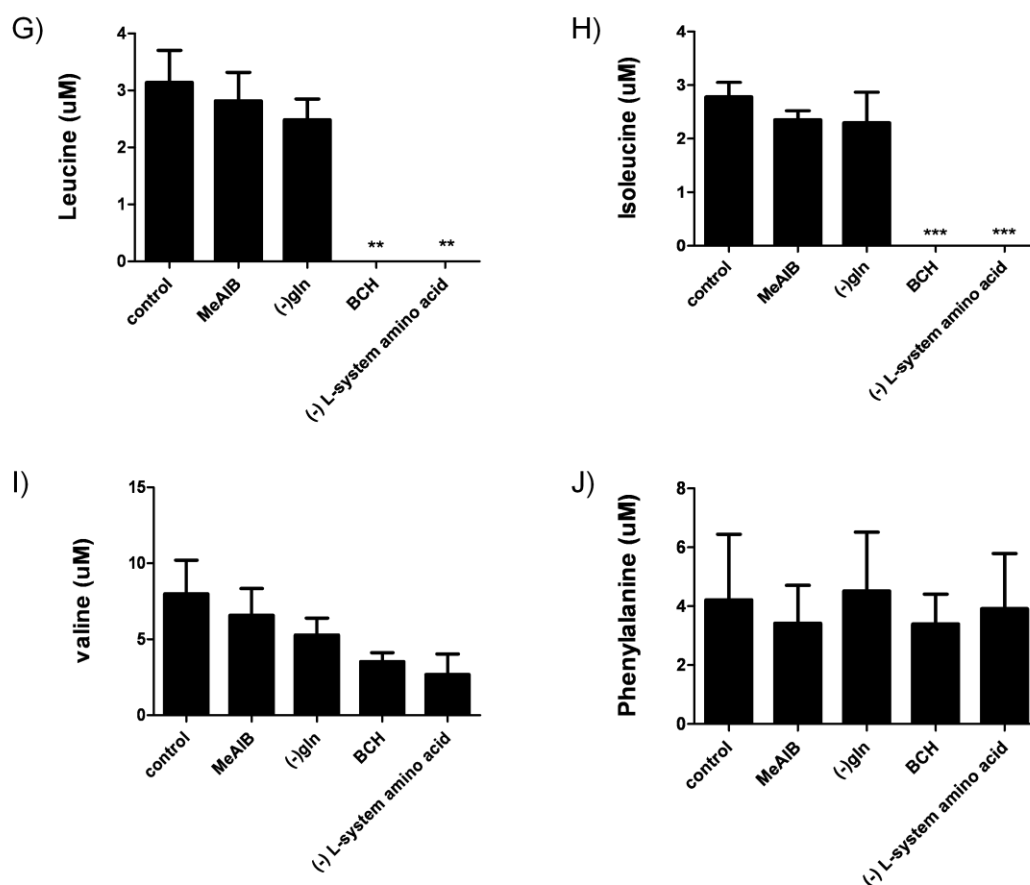 G)
Leucine (uM)
4
3
2
1
0
** **
control
MeAIB
(-)gln
BCH
(-) L-system amino acid
H)
Isoleucine (uM)
4
3
2
1
0
*** ***
control
MeAIB
(-)gln
BCH
(-) L-system amino acid
I)
valine (uM)
15
10
5
0
control
MeAIB
(-)gln
BCH
(-) L-system amino acid
J)
Phenylalanine (uM)
8
6
4
2
0
control
MeAIB
(-)gln
BCH
(-) L-system amino acid